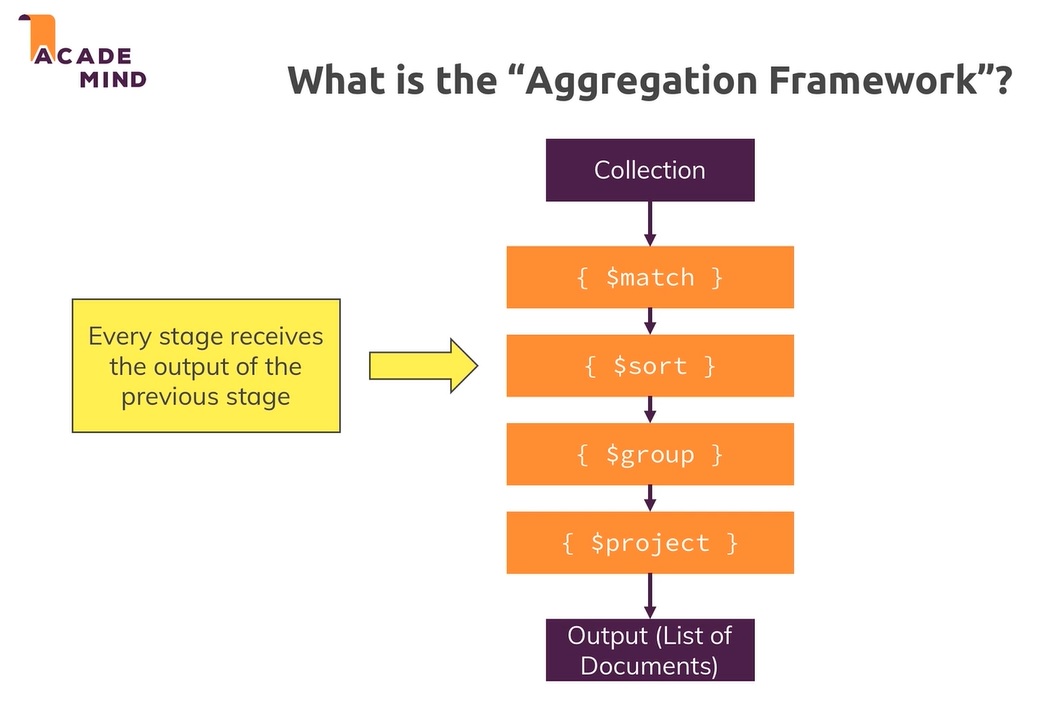 ACADE
MIND
What is the “Aggregation Framework”?
Collection
{ $match }
Every stage receives
the output of the
previous stage
{ $sort }
{ $group }
{ $project }
Output (List of
Documents)